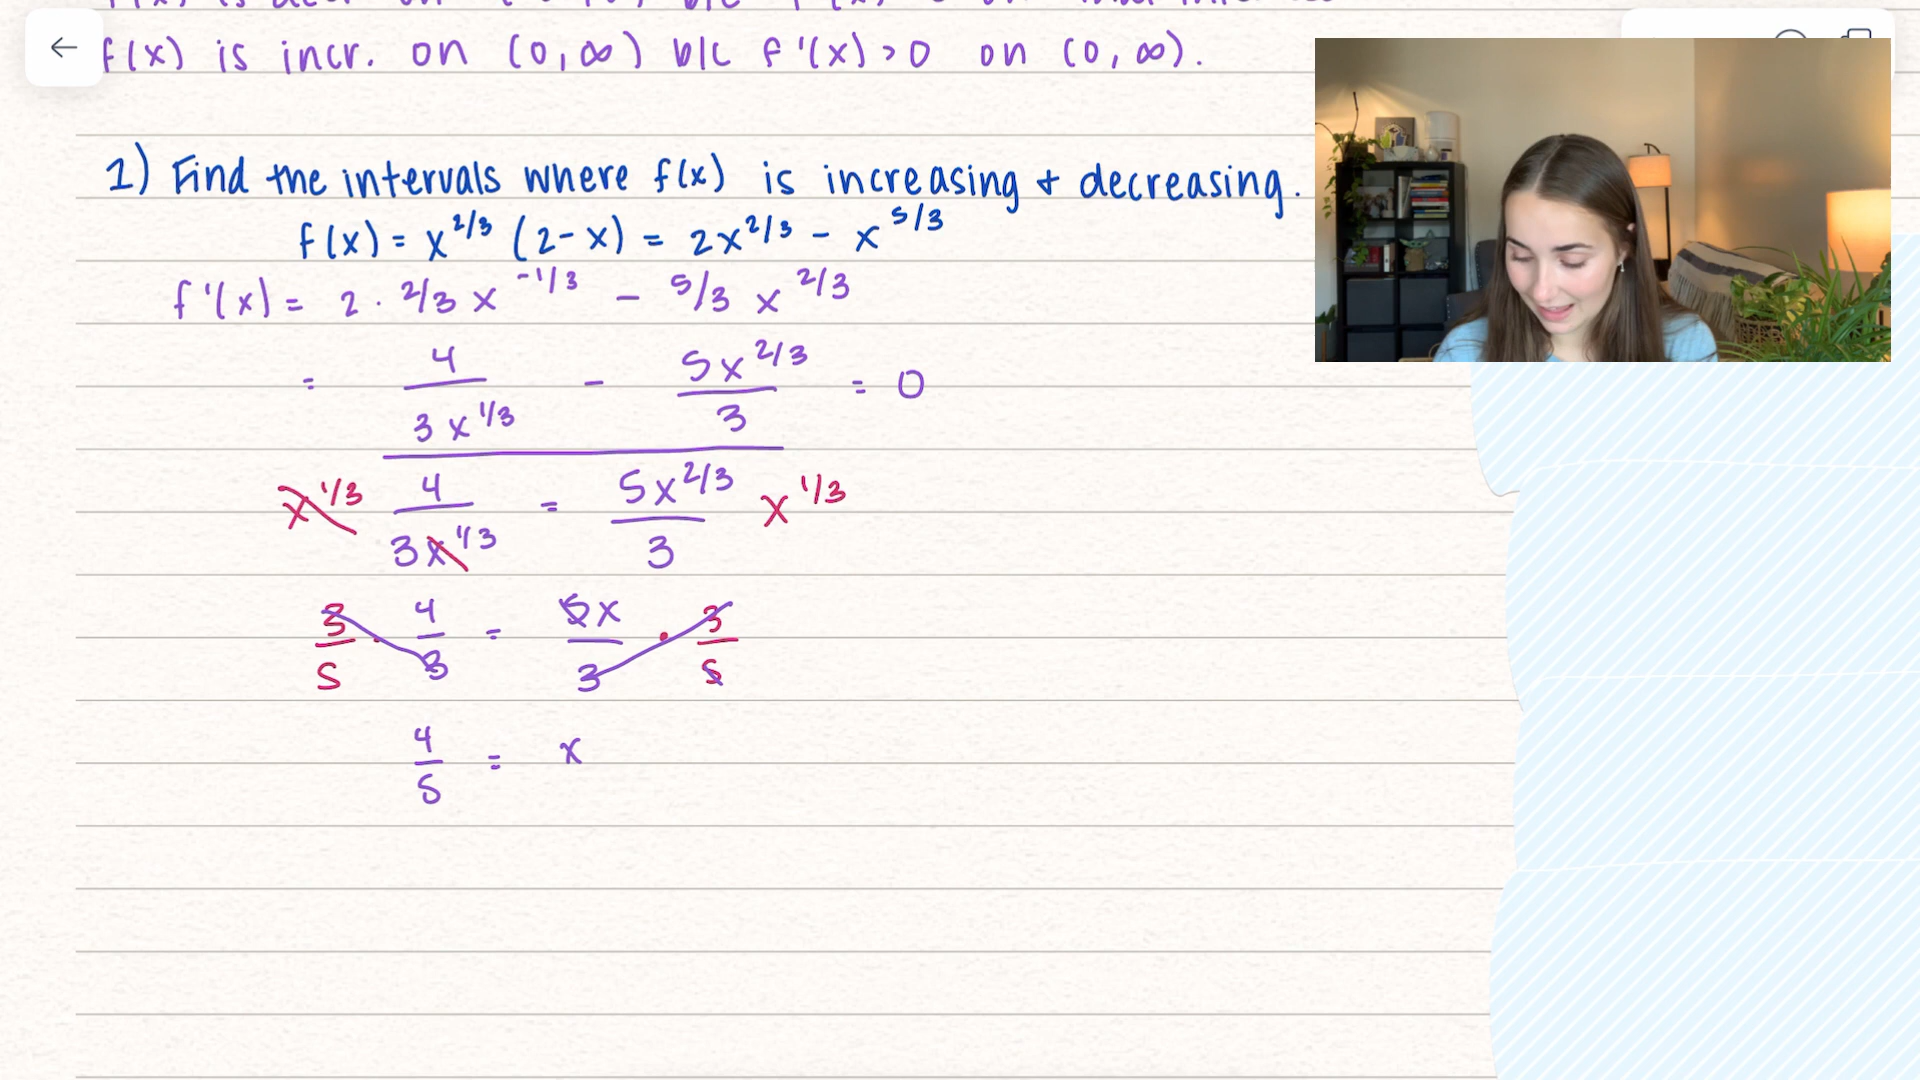 f(x) is incr. on (0,∞) b/c f'(x)>0 on (0,∞).
1) Find the intervals where f(x) is increasing + decreasing.
f(x) = x^2/3 (2-x) = 2x^2/3 - x^5/3
f'(x) = 2 · 2/3 x^-1/3 - 5/3 x^2/3
= 4/3x^1/3 - 5x^2/3/3 = 0
x^1/3 4/3x^1/3 = 5x^2/3/3 x^1/3
3/5 · 4/3 = 5x/3 · 3/5
4/5 = x